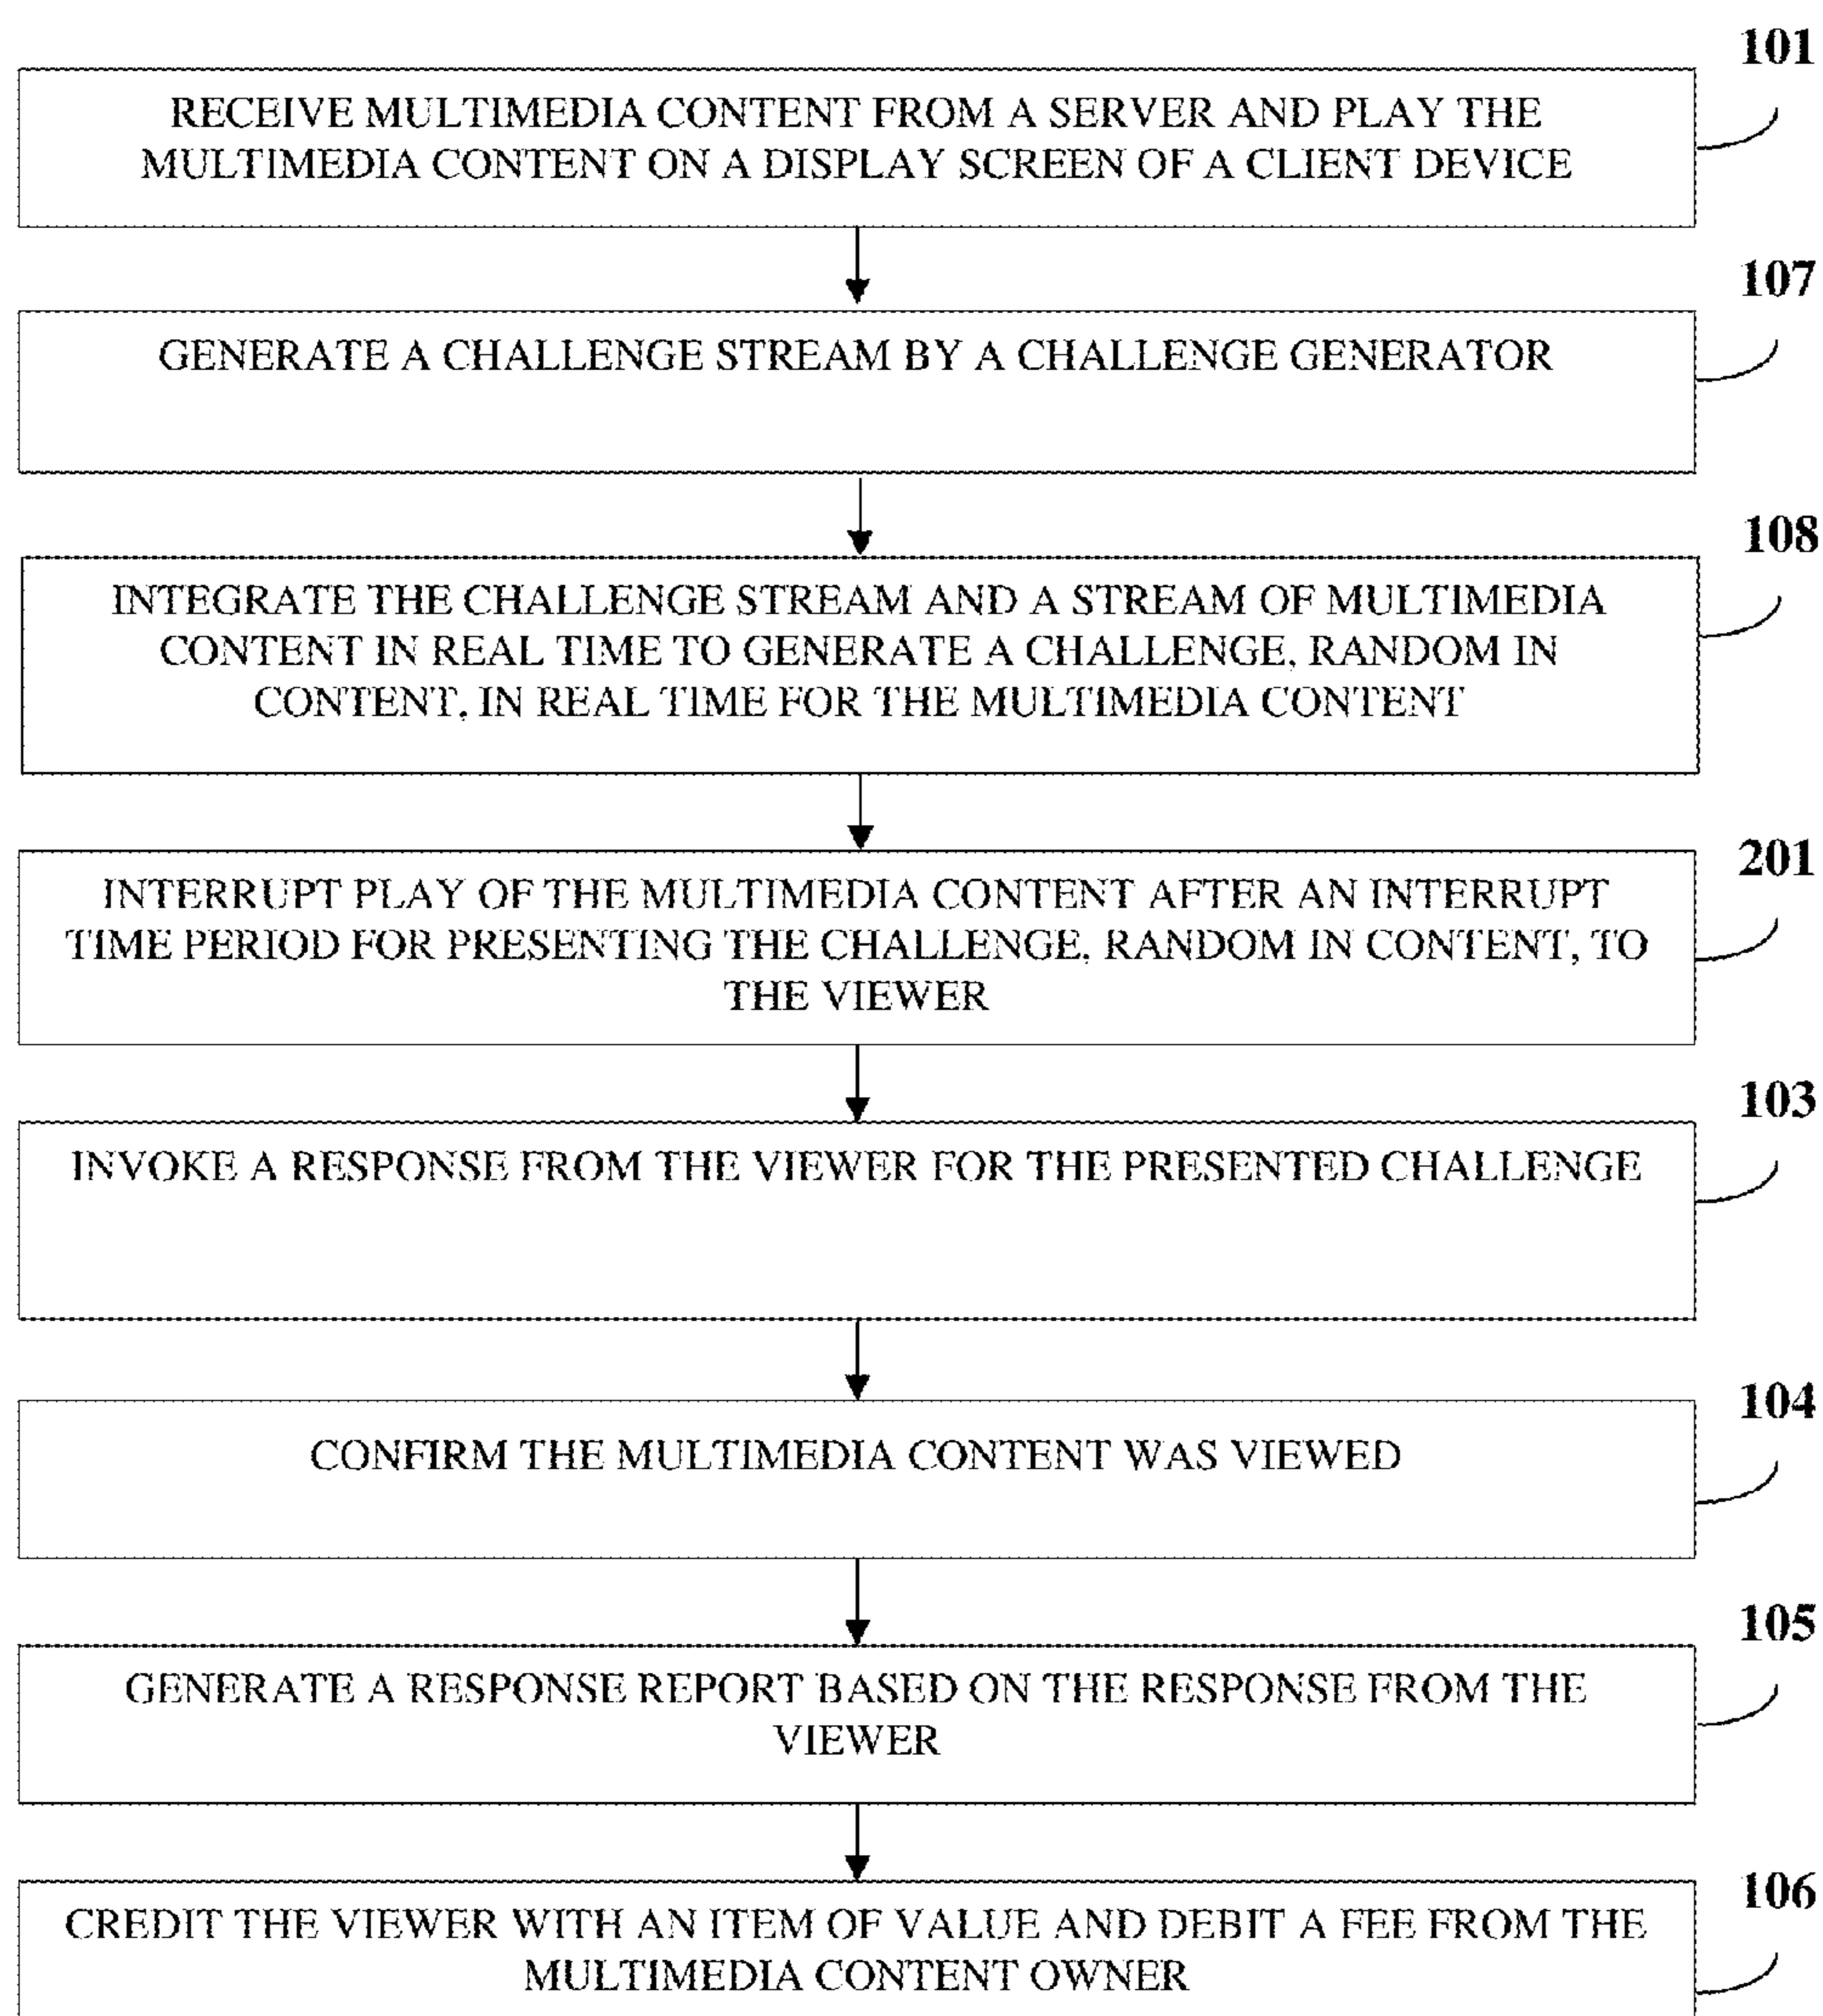 101
RECEIVE MULTIMEDIA CONTENT FROM A SERVER AND PLAY THE
MULTIMEDIA CONTENT ON A DISPLAY SCREEN OF A CLIENT DEVICE
107
GENERATE A CHALLENGE STREAM BY A CHALLENGE GENERATOR
108
INTEGRATE THE CHALLENGE STREAM AND A STREAM OF MULTIMEDIA
CONTENT IN REAL TIME TO GENERATE A CHALLENGE, RANDOM IN
CONTENT, IN REAL TIME FOR THE MULTIMEDIA CONTENT
201
INTERRUPT PLAY OF THE MULTIMEDIA CONTENT AFTER AN INTERRUPT
TIME PERIOD FOR PRESENTING THE CHALLENGE, RANDOM IN CONTENT, TO
THE VIEWER
103
INVOKE A RESPONSE FROM THE VIEWER FOR THE PRESENTED CHALLENGE
104
CONFIRM THE MULTIMEDIA CONTENT WAS VIEWED
105
GENERATE A RESPONSE REPORT BASED ON THE RESPONSE FROM THE
VIEWER
106
CREDIT THE VIEWER WITH AN ITEM OF VALUE AND DEBIT A FEE FROM THE
MULTIMEDIA CONTENT OWNER